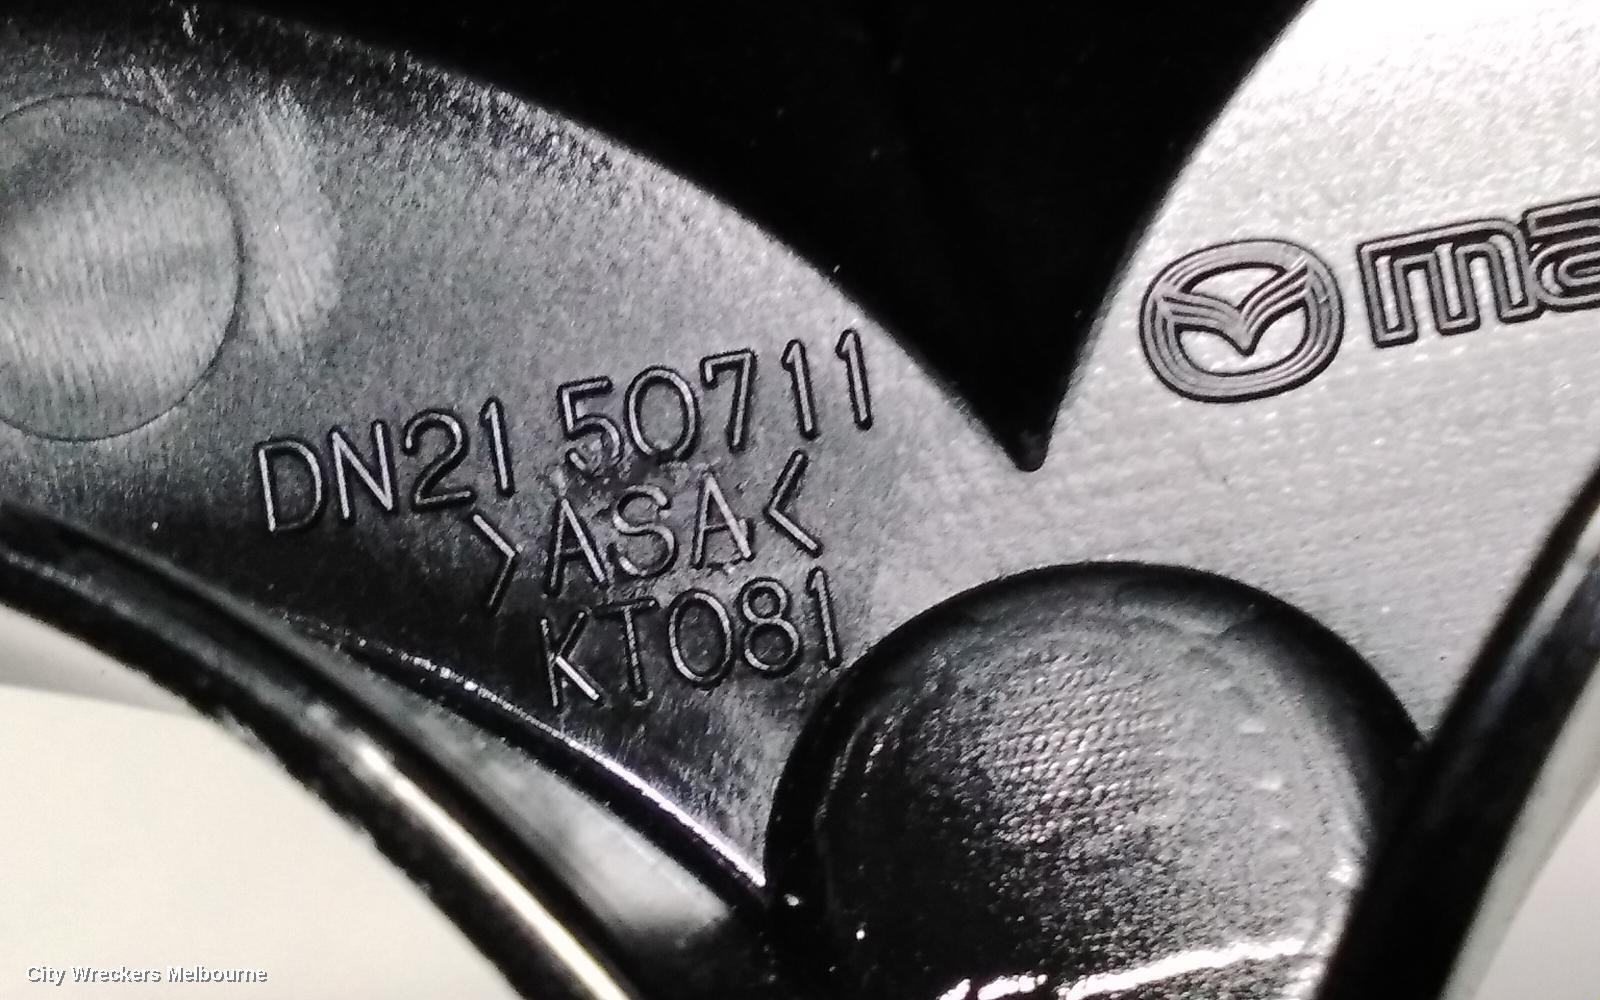 DN21 50711
>ASA<
KT081
ma
City Wreckers Melbourne